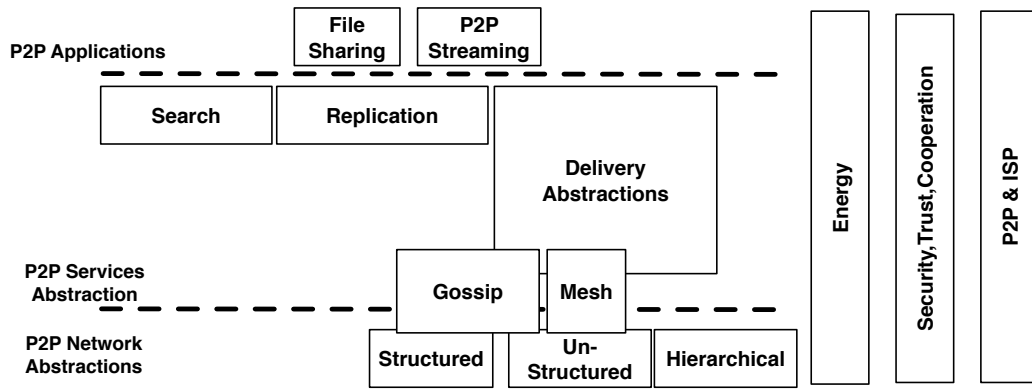 File
Sharing
P2P
Streaming
P2P Applications
Search
Replication
Delivery
Abstractions
P2P Services
Abstraction
Gossip
Mesh
P2P Network
Abstractions
Structured
Un-
Structured
Hierarchical
Energy
Security,Trust,Cooperation
P2P & ISP